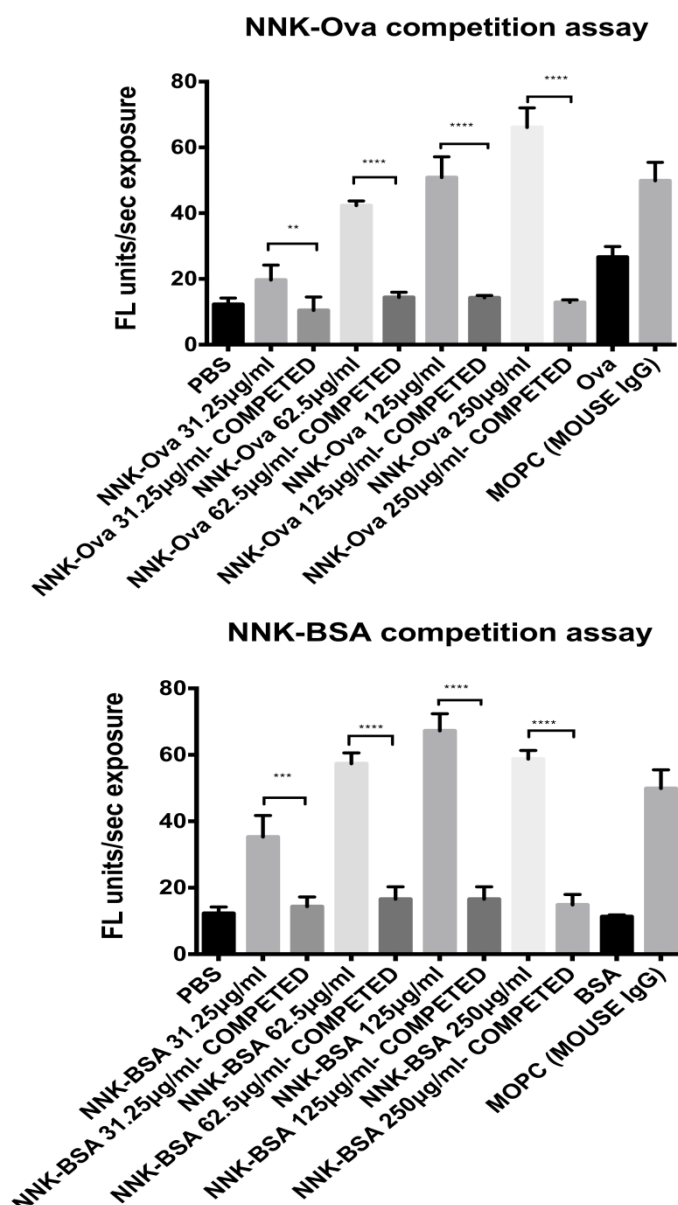 NNK-Ova competition assay
FL units/sec exposure
80
60
40
20
0
**
****
****
****
PBS
NNK-Ova 31.25µg/ml
NNK-Ova 31.25µg/ml- COMPETED
NNK-Ova 62.5µg/ml
NNK-Ova 62.5µg/ml- COMPETED
NNK-Ova 125µg/ml
NNK-Ova 125µg/ml- COMPETED
NNK-Ova 250µg/ml
NNK-Ova 250µg/ml- COMPETED
Ova
MOPC (MOUSE IgG)
NNK-BSA competition assay
FL units/sec exposure
80
60
40
20
0
***
****
****
****
PBS
NNK-BSA 31.25µg/ml
NNK-BSA 31.25µg/ml- COMPETED
NNK-BSA 62.5µg/ml
NNK-BSA 62.5µg/ml- COMPETED
NNK-BSA 125µg/ml
NNK-BSA 125µg/ml- COMPETED
NNK-BSA 250µg/ml
NNK-BSA 250µg/ml- COMPETED
BSA
MOPC (MOUSE IgG)